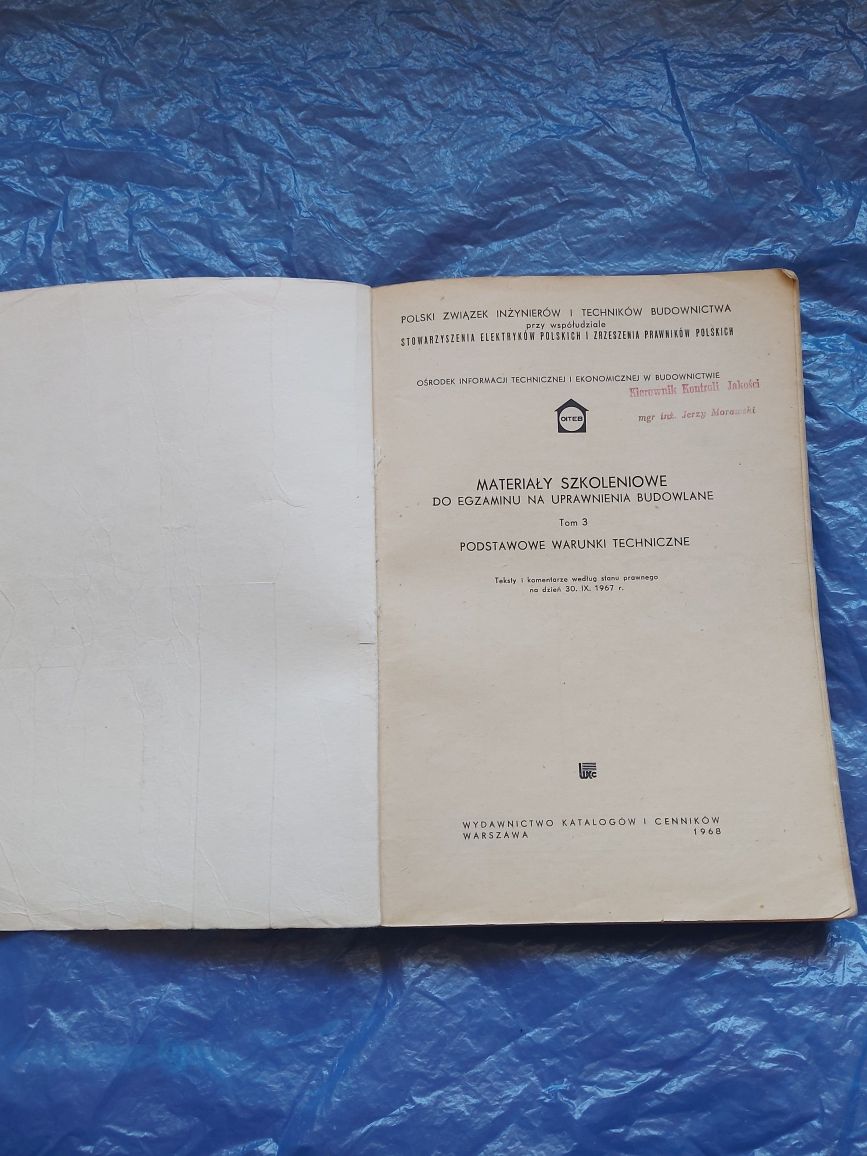 POLSKI ZWIĄZEK INŻYNIERÓW I TECHNIKÓW BUDOWNICTWA
przy współudziale
STOWARZYSZENIA ELEKTRYKÓW POLSKICH I ZRZESZENIA PRAWNIKÓW POLSKICH
OŚRODEK INFORMACJI TECHNICZNEJ I EKONOMICZNEJ W BUDOWNICTWIE
Kierownik Kontroli Jakości
OITEB
mgr inż. Jerzy Morawski
MATERIAŁY SZKOLENIOWE
DO EGZAMINU NA UPRAWNIENIA BUDOWLANE
Tom 3
PODSTAWOWE WARUNKI TECHNICZNE
Teksty i komentarze według stanu prawnego
na dzień 30. IX. 1967 r.
WKC
WYDAWNICTWO KATALOGÓW I CENNIKÓW
WARSZAWA 1968